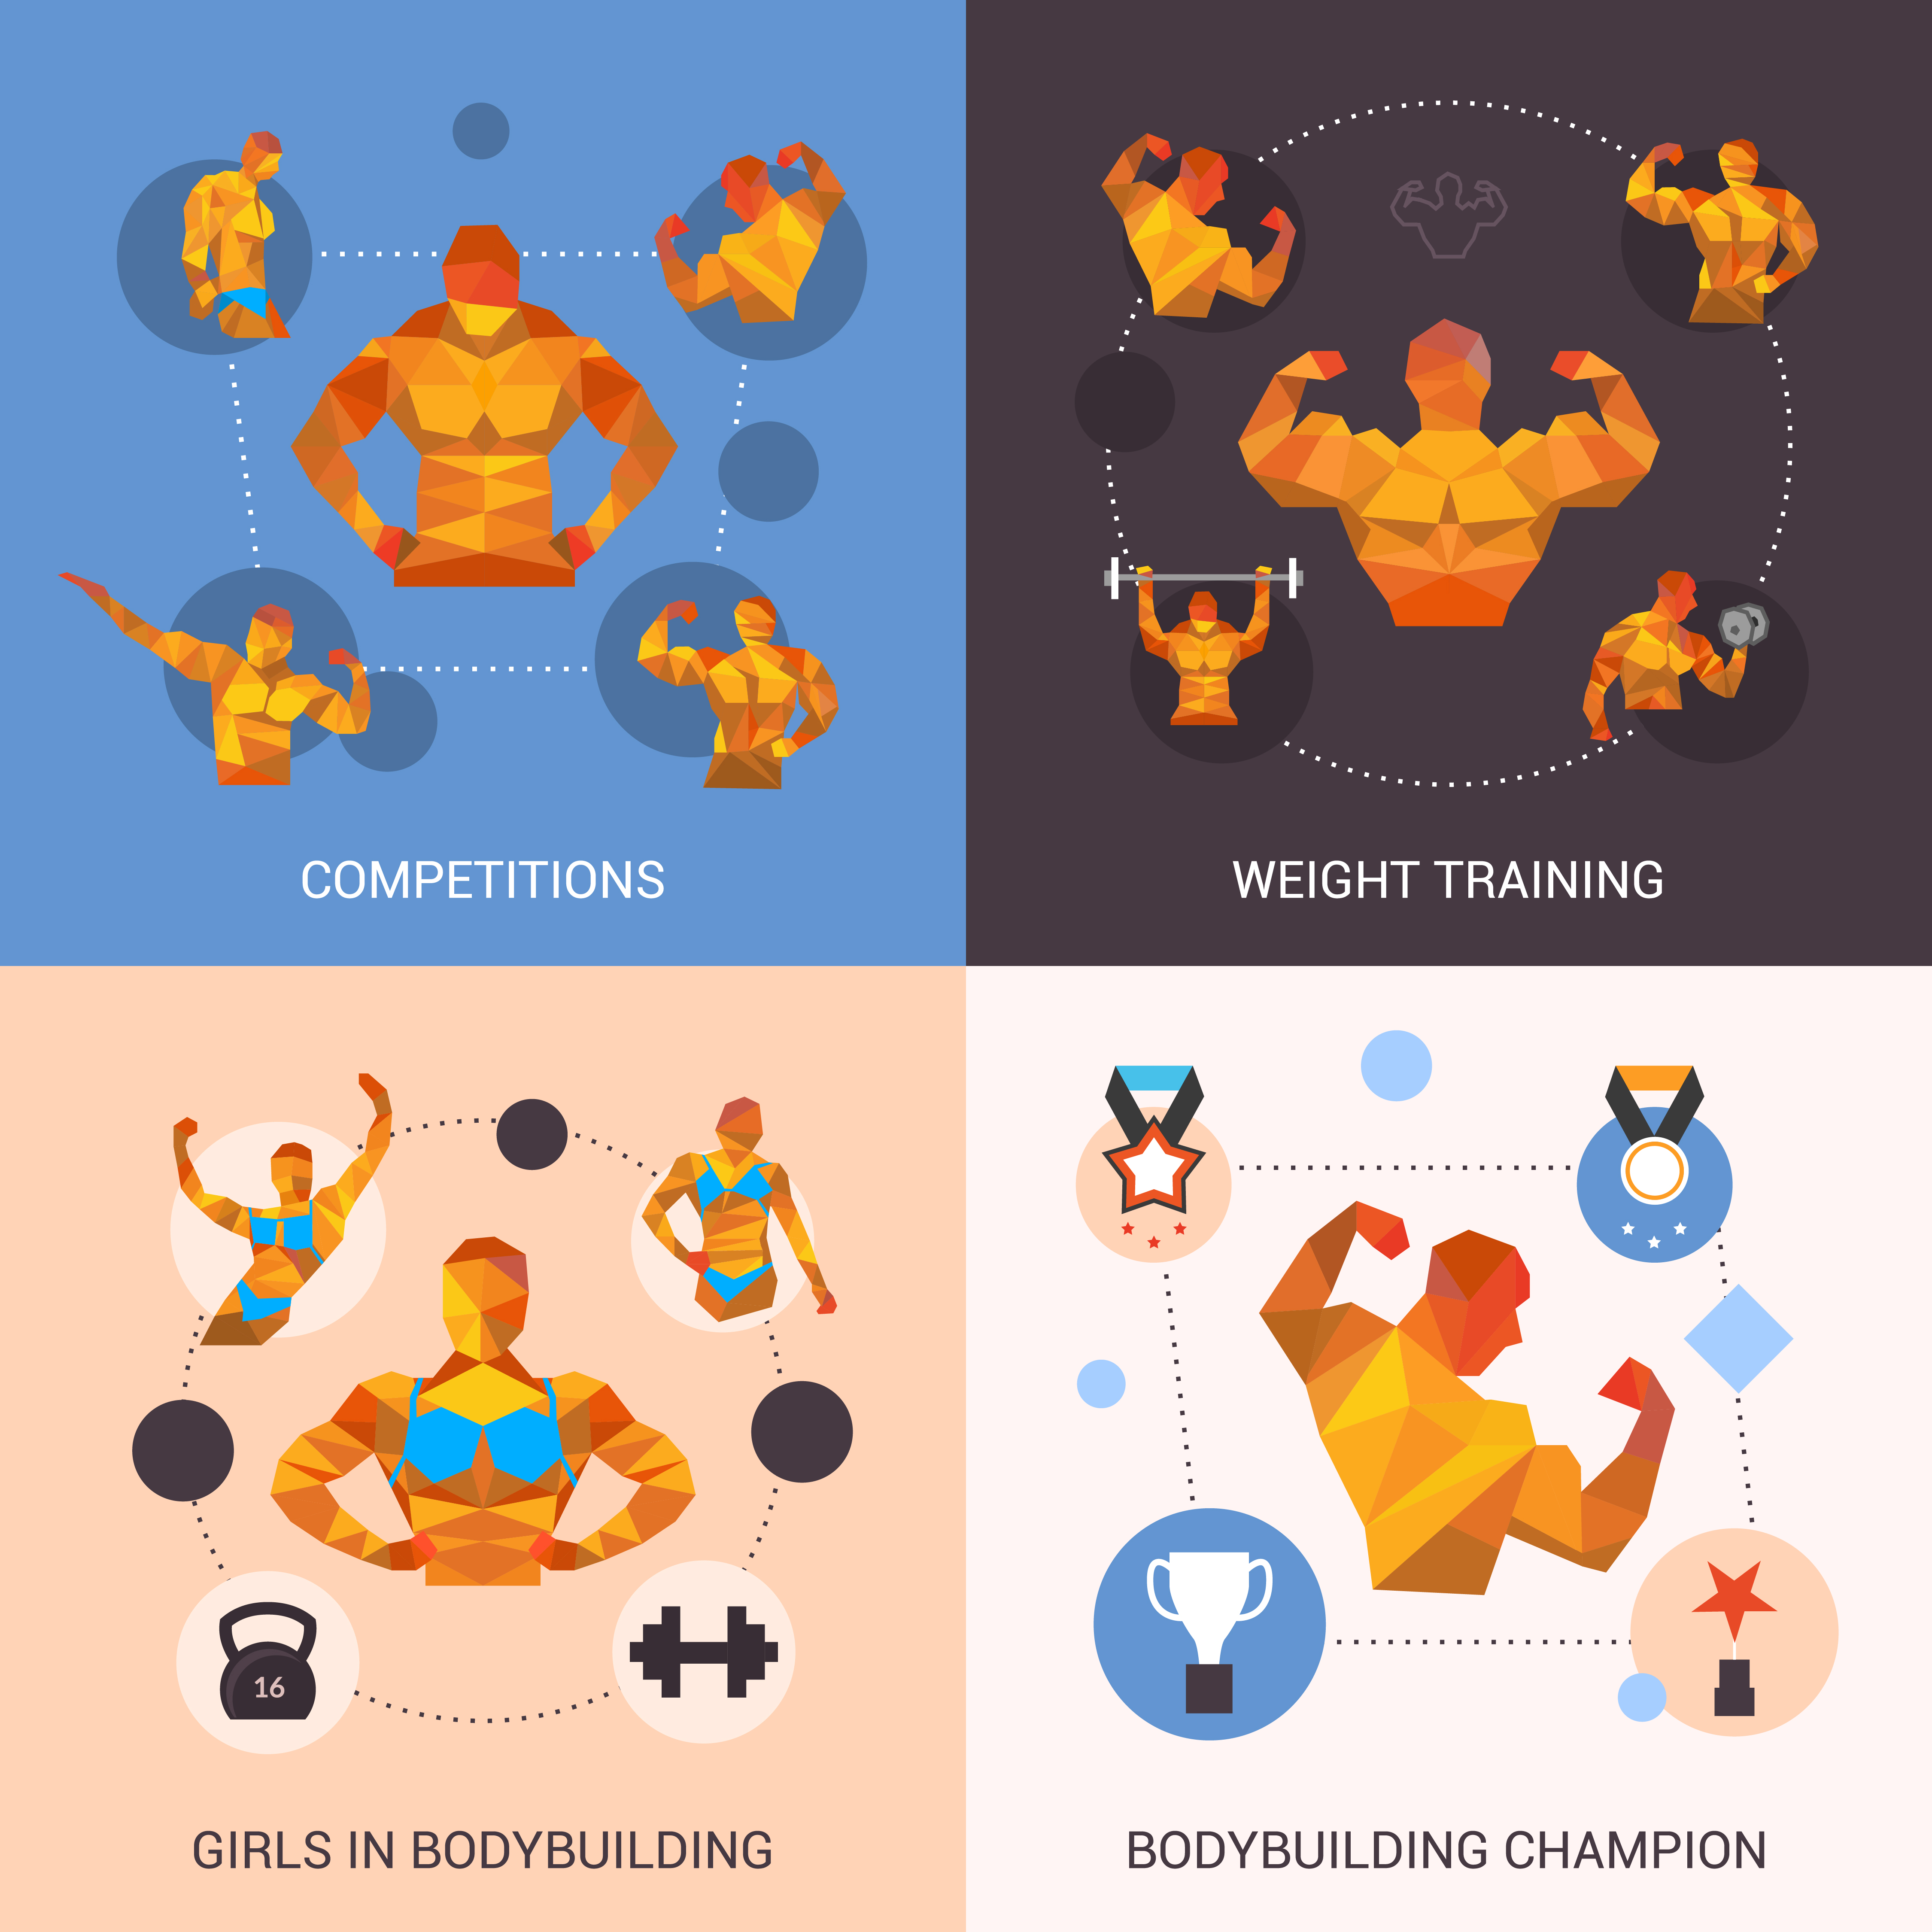 COMPETITIONS
WEIGHT TRAINING
16
GIRLS IN BODYBUILDING
BODYBUILDING CHAMPION